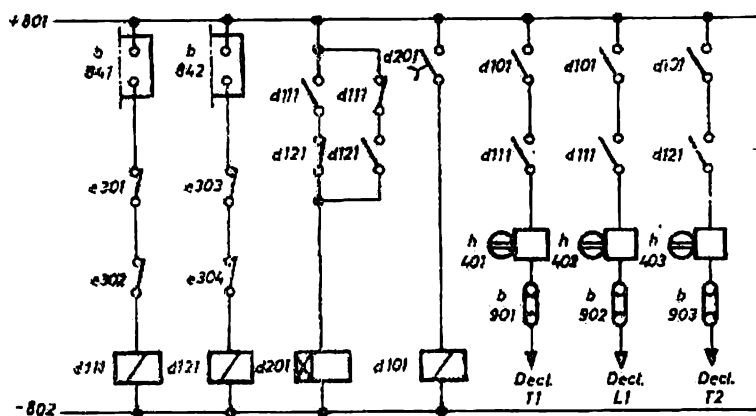 +801
b
841
b
842
d201
d111
d111
d121
d121
e301
e303
e302
e304
d101
d101
d101
d111
d111
d121
h
401
h
402
h
403
b
901
b
902
b
903
d111
d121
d201
d101
Decl.
T1
Decl.
L1
Decl.
T2
-802